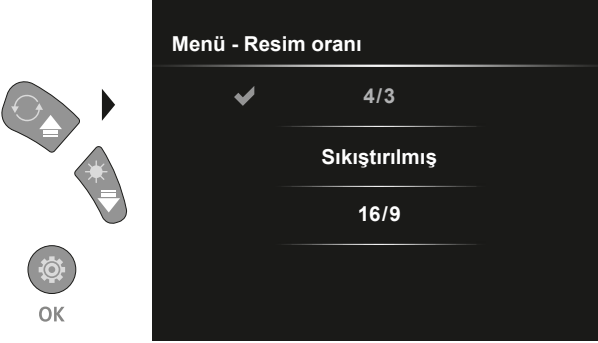 Menü - Resim oranı
4/3
Sıkıştırılmış
16/9
OK